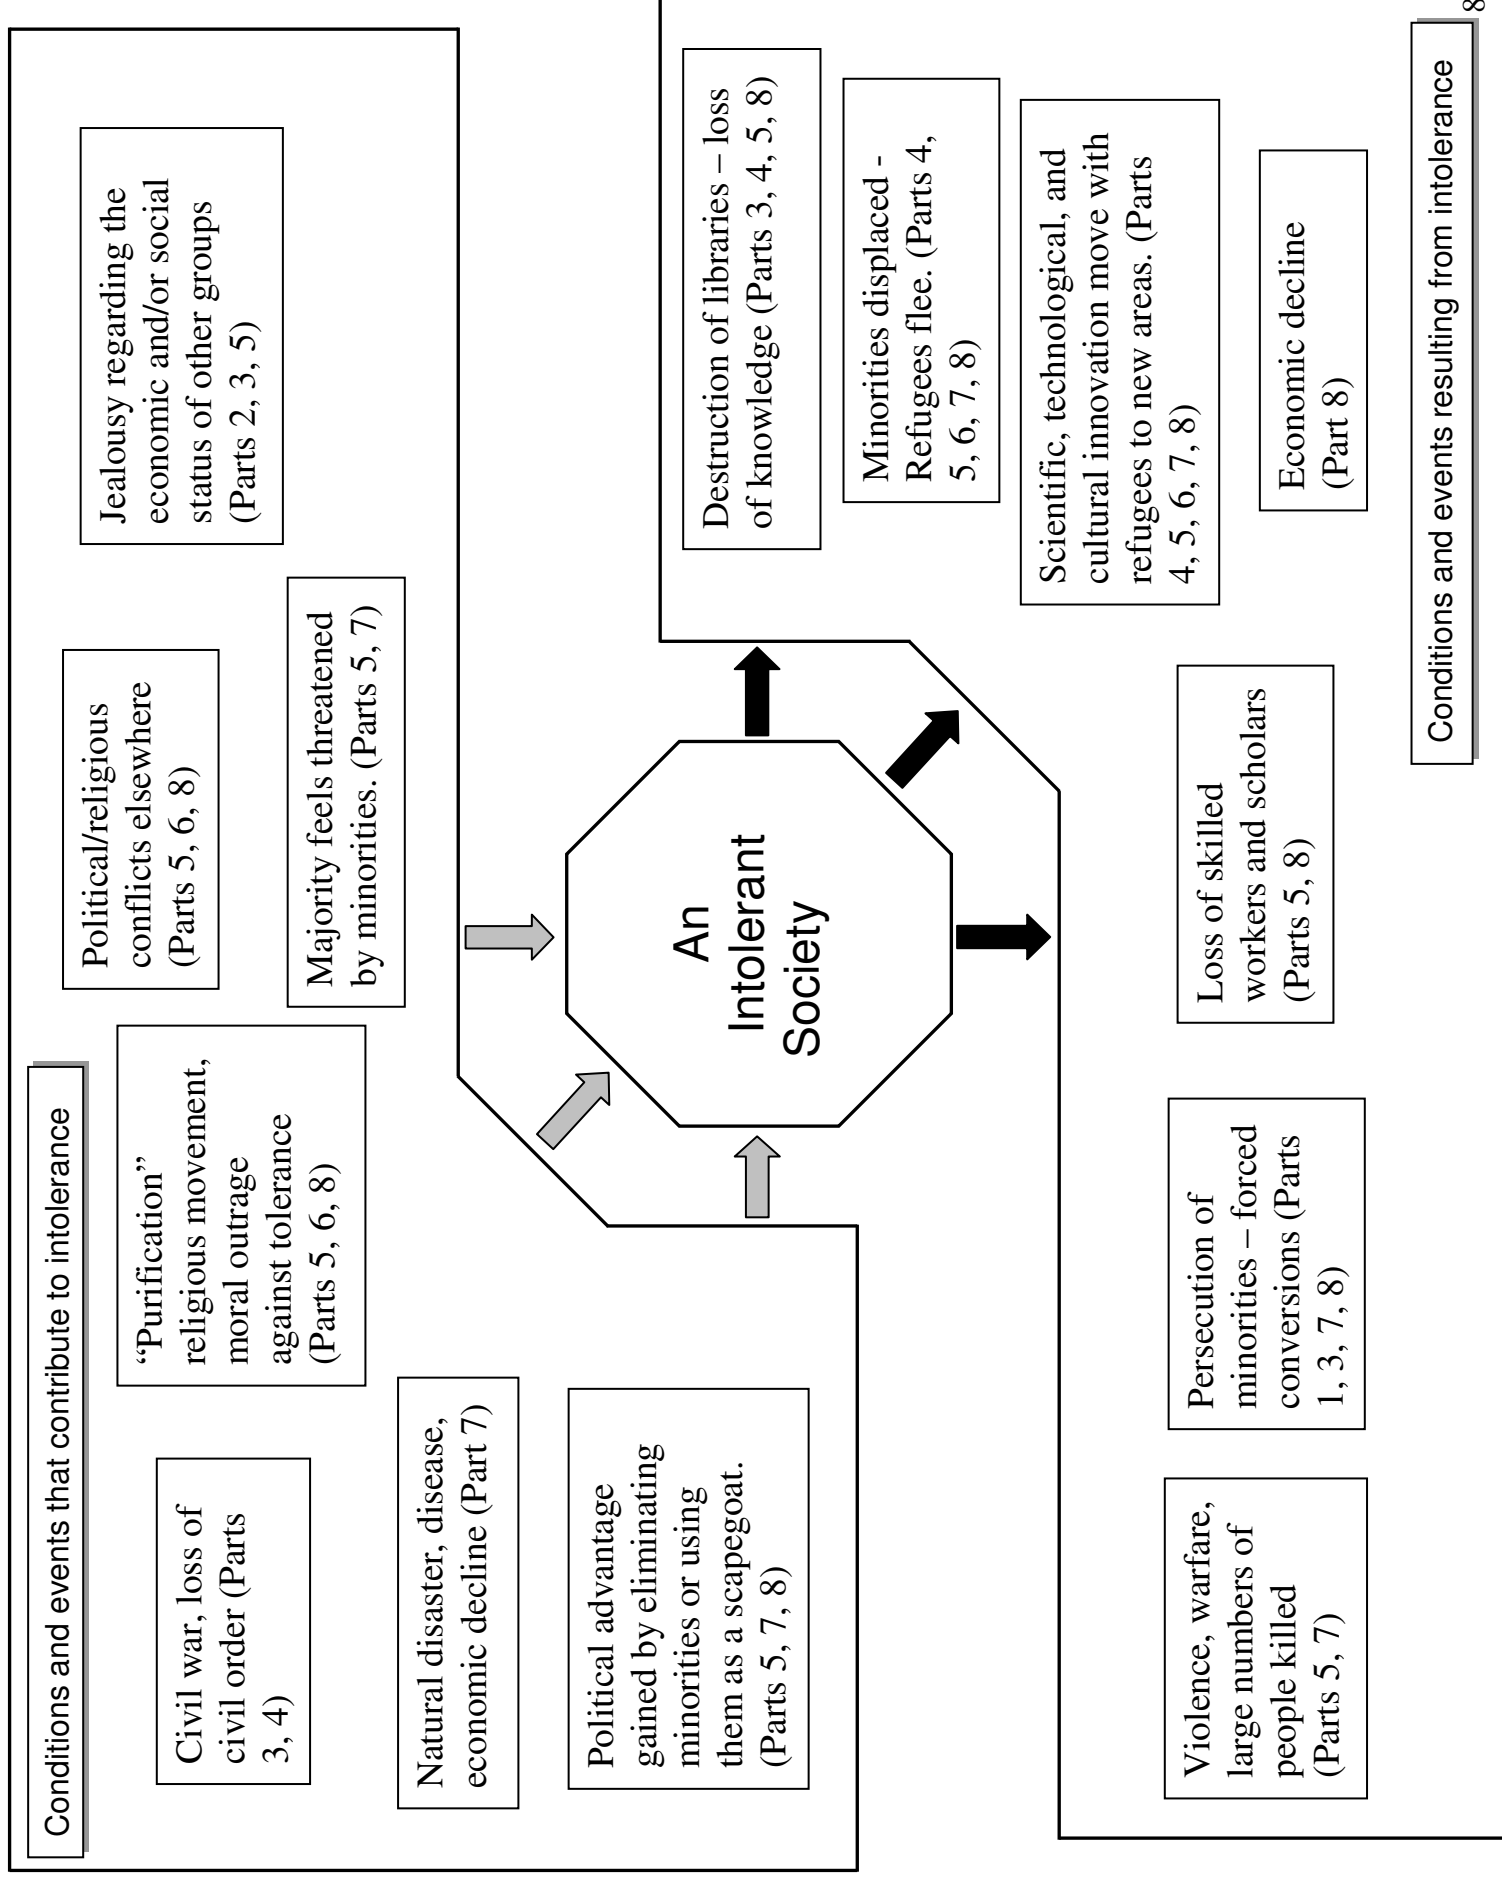 Conditions and events that contribute to intolerance
Civil war, loss of
civil order (Parts
3, 4)
“Purification”
religious movement,
moral outrage
against tolerance
(Parts 5, 6, 8)
Political/religious
conflicts elsewhere
(Parts 5, 6, 8)
Jealousy regarding the
economic and/or social
status of other groups
(Parts 2, 3, 5)
Natural disaster, disease,
economic decline (Part 7)
Majority feels threatened
by minorities. (Parts 5, 7)
Political advantage
gained by eliminating
minorities or using
them as a scapegoat.
(Parts 5, 7, 8)
An
Intolerant
Society
Destruction of libraries – loss
of knowledge (Parts 3, 4, 5, 8)
Minorities displaced -
Refugees flee. (Parts 4,
5, 6, 7, 8)
Scientific, technological, and
cultural innovation move with
refugees to new areas. (Parts
4, 5, 6, 7, 8)
Violence, warfare,
large numbers of
people killed
(Parts 5, 7)
Persecution of
minorities – forced
conversions (Parts
1, 3, 7, 8)
Loss of skilled
workers and scholars
(Parts 5, 8)
Economic decline
(Part 8)
Conditions and events resulting from intolerance
8